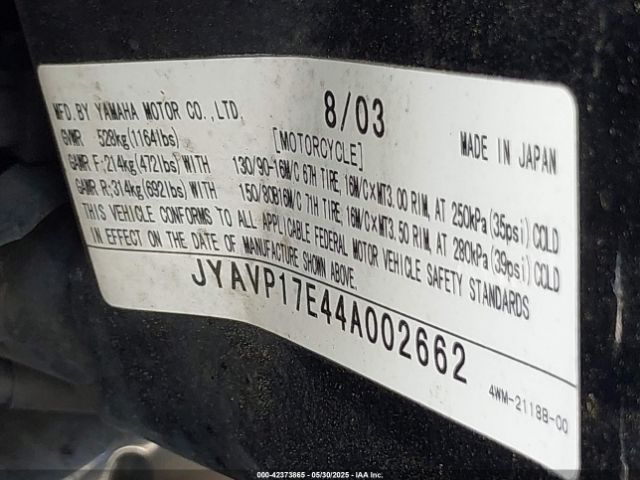 MFD.BY YAMAHA MOTOR CO.,LTD. 8/03 MADE IN JAPAN
GVWR 528kg(1164lbs) [MOTORCYCLE]
GAWR F:214kg(472lbs) WITH 130/90-16M/C 67H TIRE, 16M/C×MT3.00 RIM, AT 250kPa(35psi) COLD
GAWR R:314kg(692lbs) WITH 150/80B16M/C 71H TIRE, 16M/C×MT3.50 RIM, AT 280kPa(39psi) COLD
THIS VEHICLE CONFORMS TO ALL APPLICABLE FEDERAL MOTOR VEHICLE SAFETY STANDARDS
IN EFFECT ON THE DATE OF MANUFACTURE SHOWN ABOVE.
JYAVP17E44A002662
4WM-2118B-00
000-42373865 - 05/30/2025 - IAAI.COM